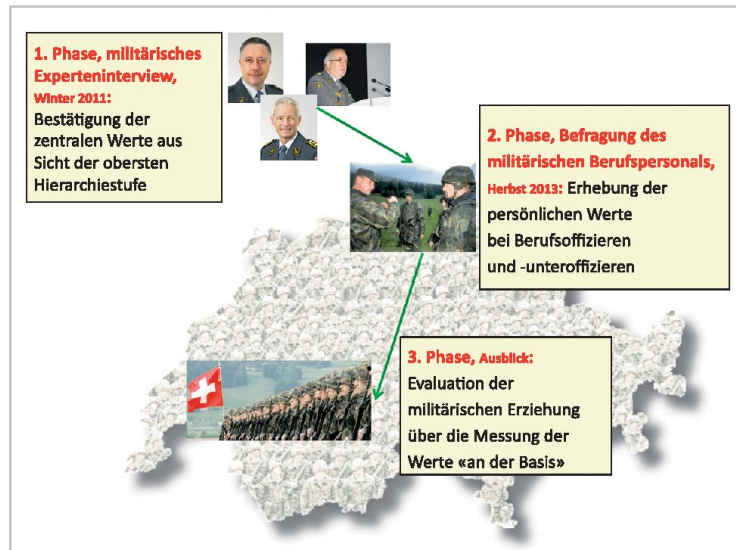 1. Phase, militärisches
Experteninterview,
Winter 2011:
Bestätigung der
zentralen Werte aus
Sicht der obersten
Hierarchiestufe
2. Phase, Befragung des
militärischen Berufspersonals,
Herbst 2013: Erhebung der
persönlichen Werte
bei Berufsoffizieren
und -unteroffizieren
3. Phase, Ausblick:
Evaluation der
militärischen Erziehung
über die Messung der
Werte «an der Basis»